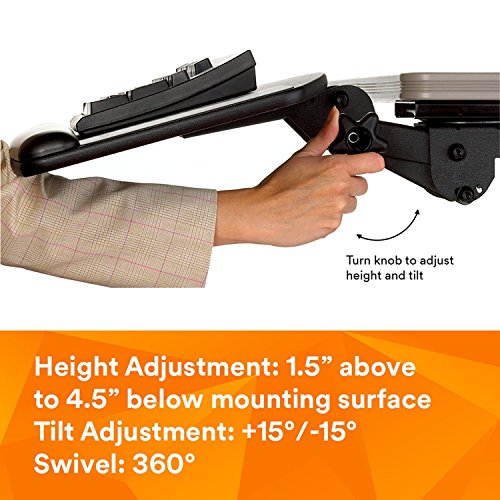 Turn knob to adjust
height and tilt
Height Adjustment: 1.5” above
to 4.5” below mounting surface
Tilt Adjustment: +15°/-15°
Swivel: 360°